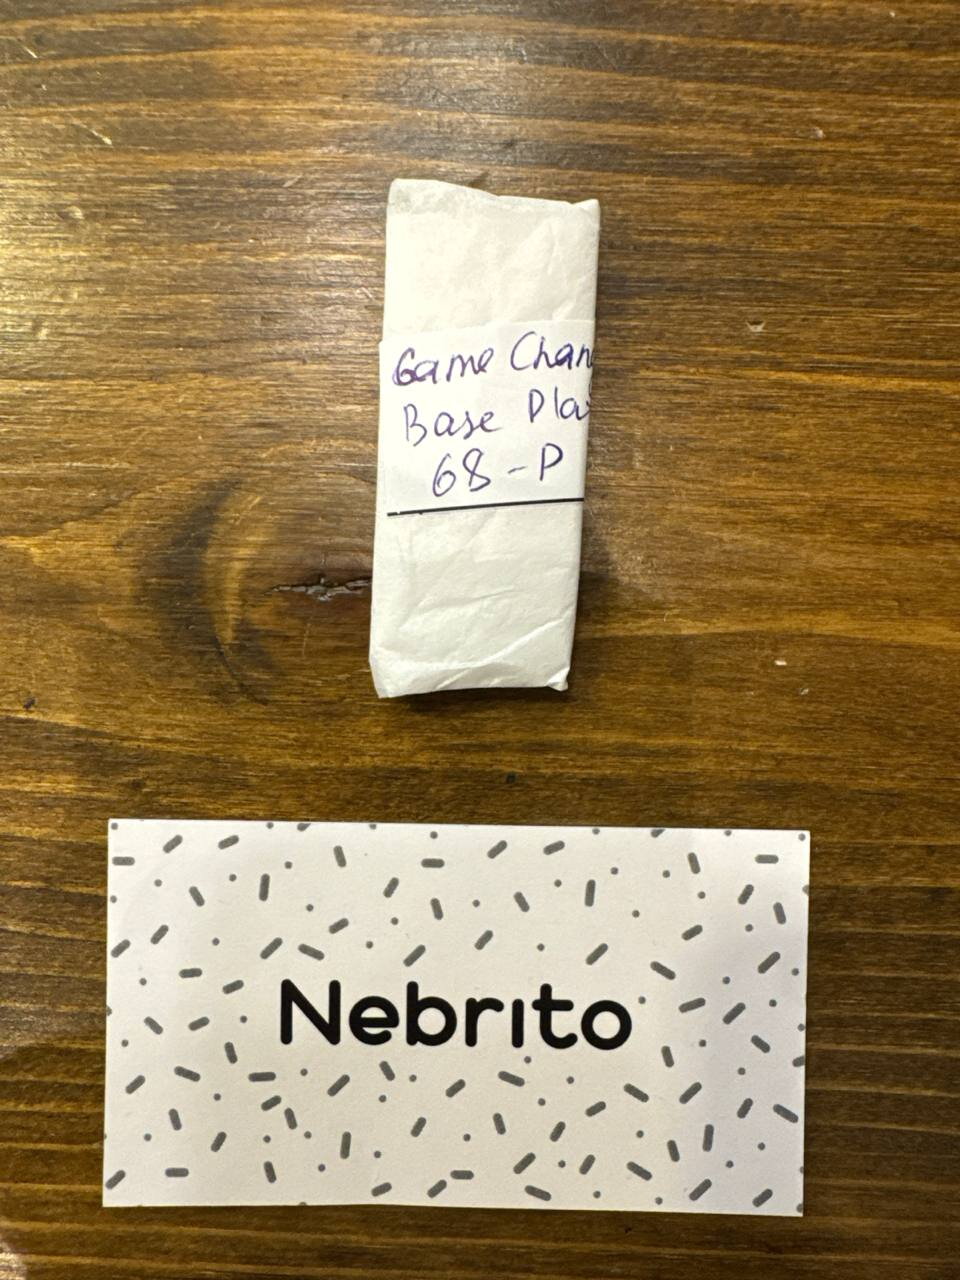 Game Chan
Base Pla
68-P
Nebrito